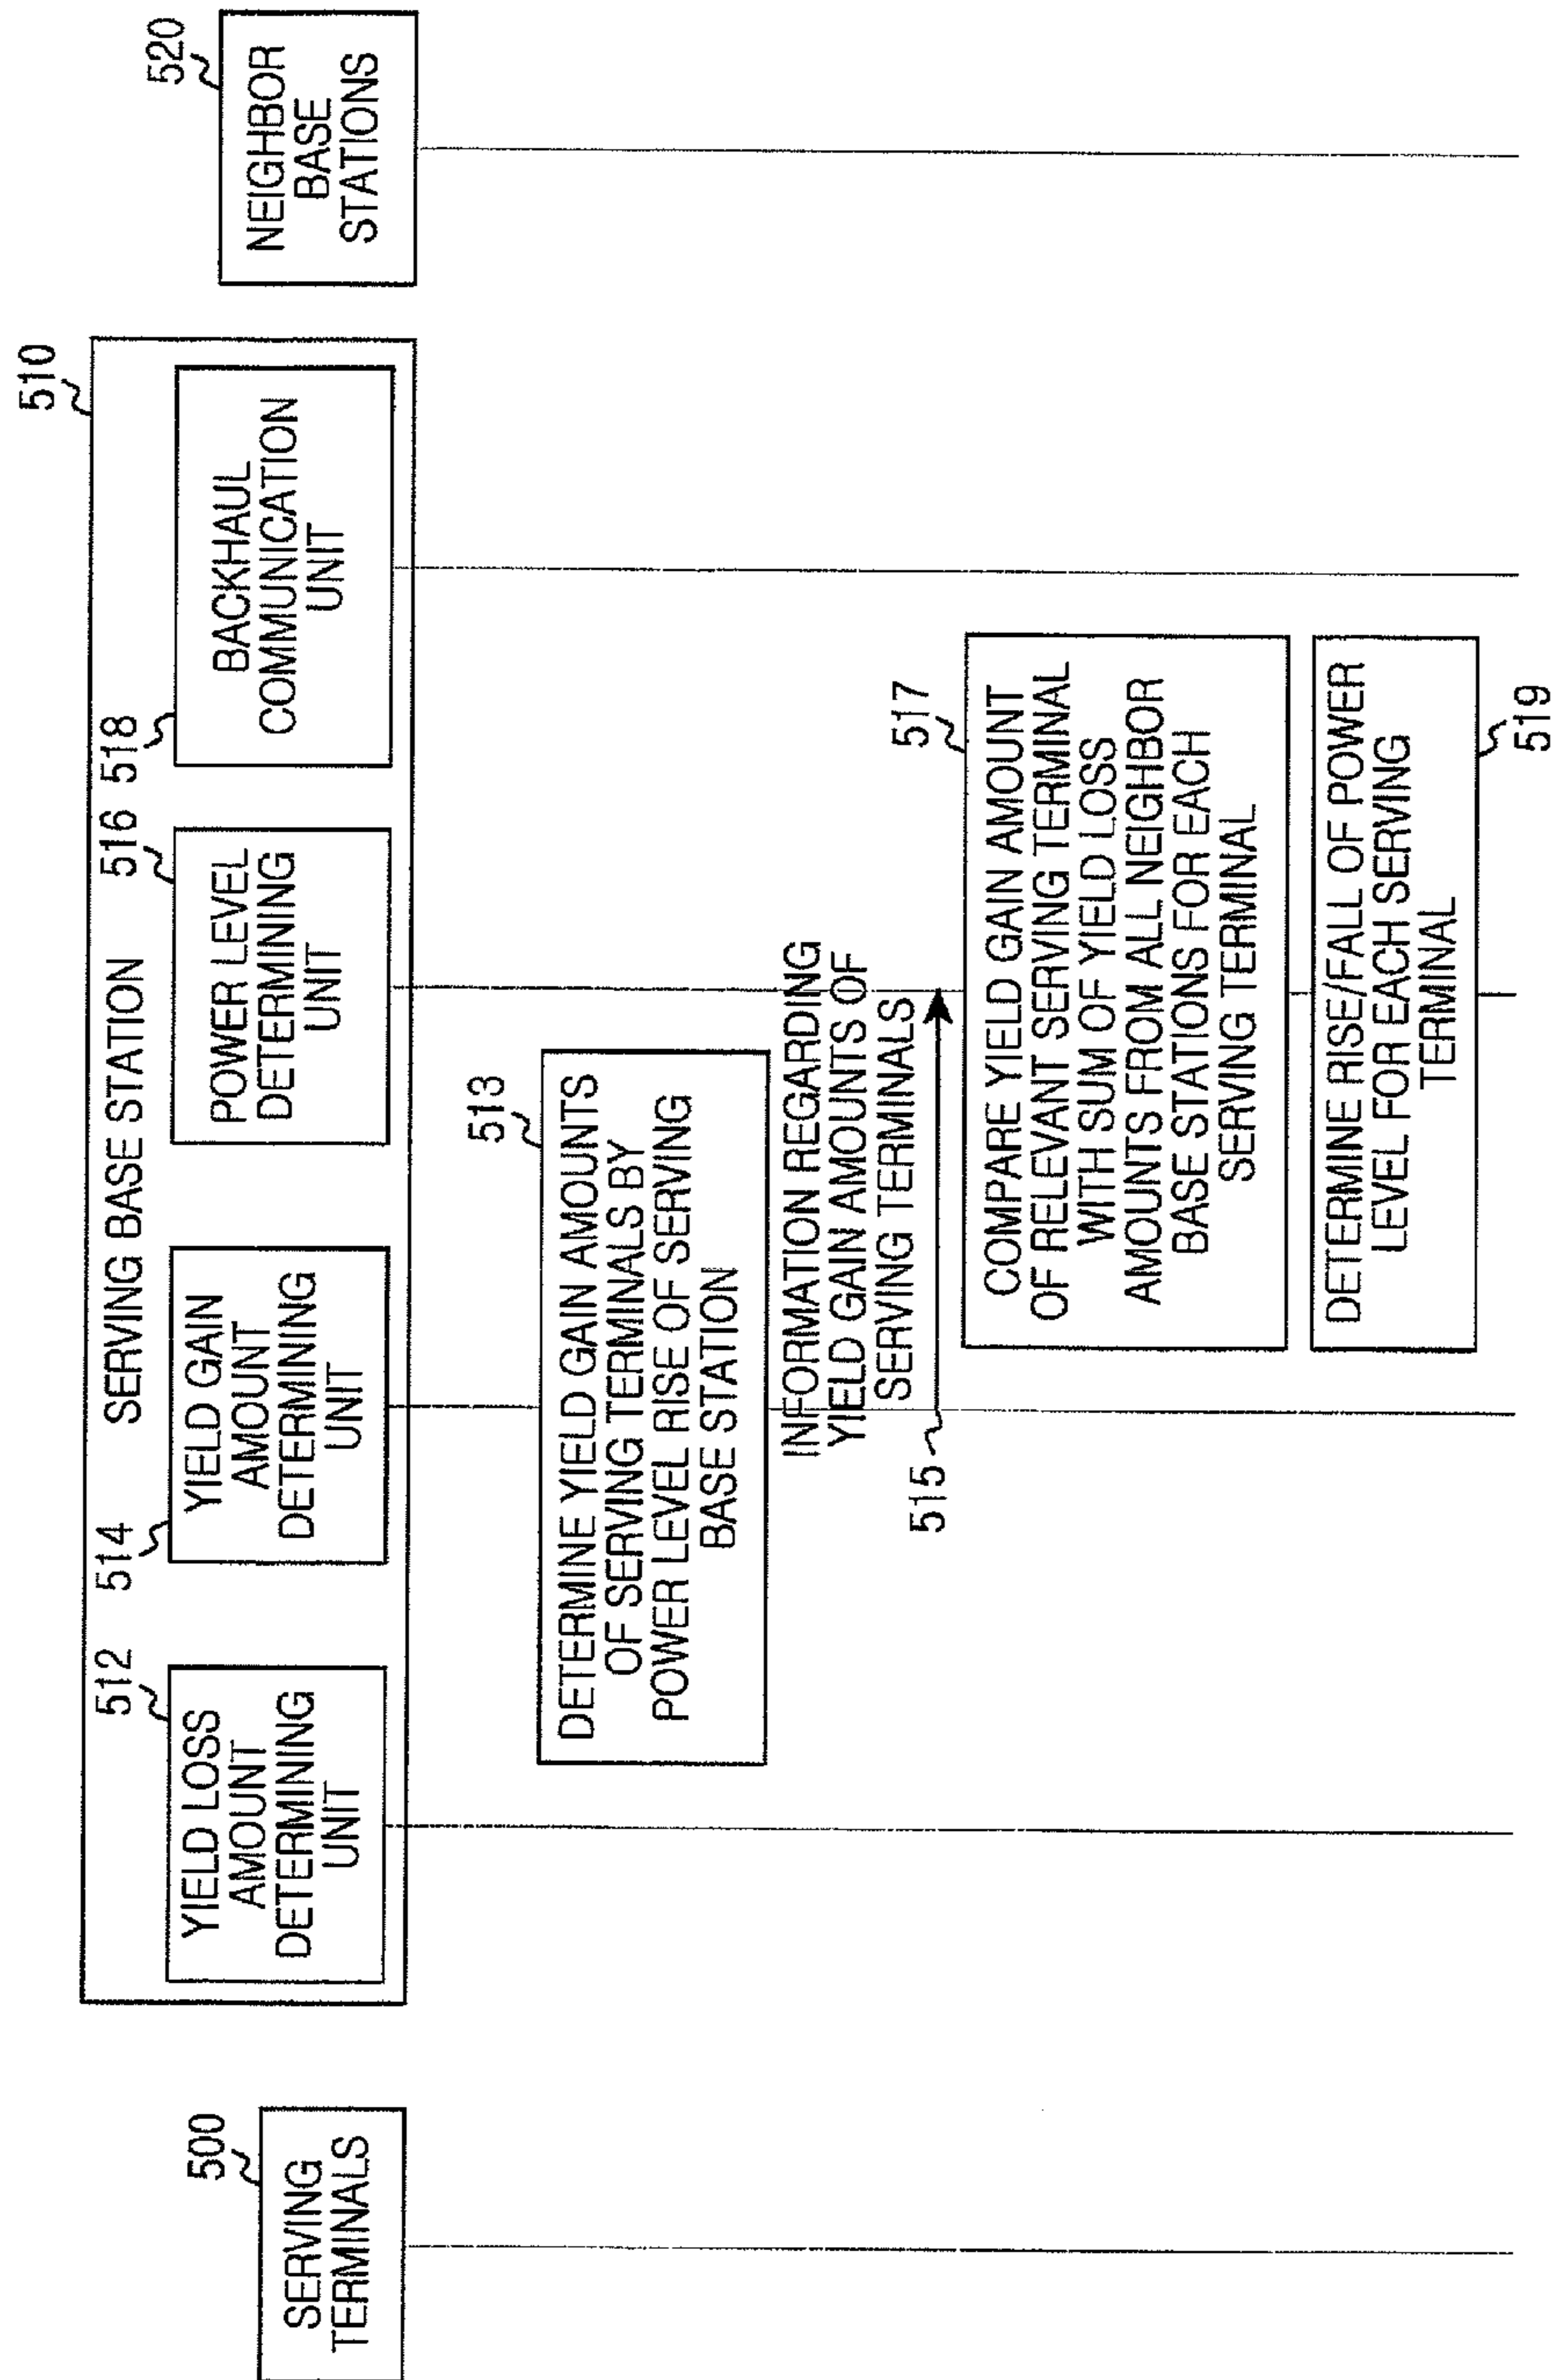 500
SERVING
TERMINALS
SERVING BASE STATION
510
512
YIELD LOSS
AMOUNT
DETERMINING
UNIT
514
YIELD GAIN
AMOUNT
DETERMINING
UNIT
516
POWER LEVEL
DETERMINING
UNIT
518
BACKHAUL
COMMUNICATION
UNIT
520
NEIGHBOR
BASE
STATIONS
513
DETERMINE YIELD GAIN AMOUNTS
OF SERVING TERMINALS BY
POWER LEVEL RISE OF SERVING
BASE STATION
INFORMATION REGARDING
YIELD GAIN AMOUNTS OF
SERVING TERMINALS
515
517
COMPARE YIELD GAIN AMOUNT
OF RELEVANT SERVING TERMINAL
WITH SUM OF YIELD LOSS
AMOUNTS FROM ALL NEIGHBOR
BASE STATIONS FOR EACH
SERVING TERMINAL
DETERMINE RISE/FALL OF POWER
LEVEL FOR EACH SERVING
TERMINAL
519